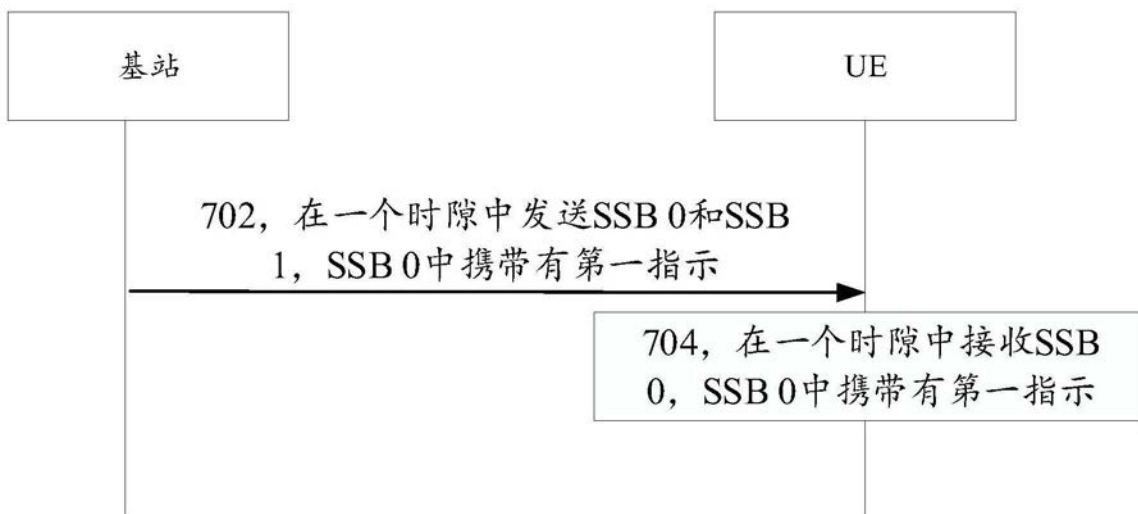 基站
UE
702，在一个时隙中发送SSB 0和SSB
1，SSB 0中携带有第一指示
704，在一个时隙中接收SSB
0，SSB 0中携带有第一指示